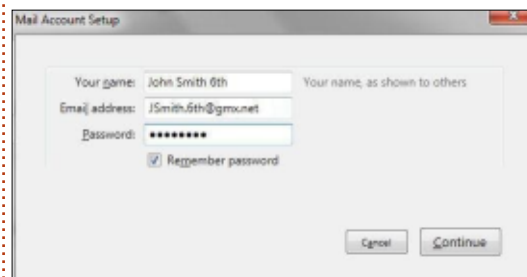 Mail Account Setup
Your name: John Smith 6th Your name, as shown to others
Email address: JSmith.6th@gmx.net
Password: ••••••••
Remember password
Cancel Continue